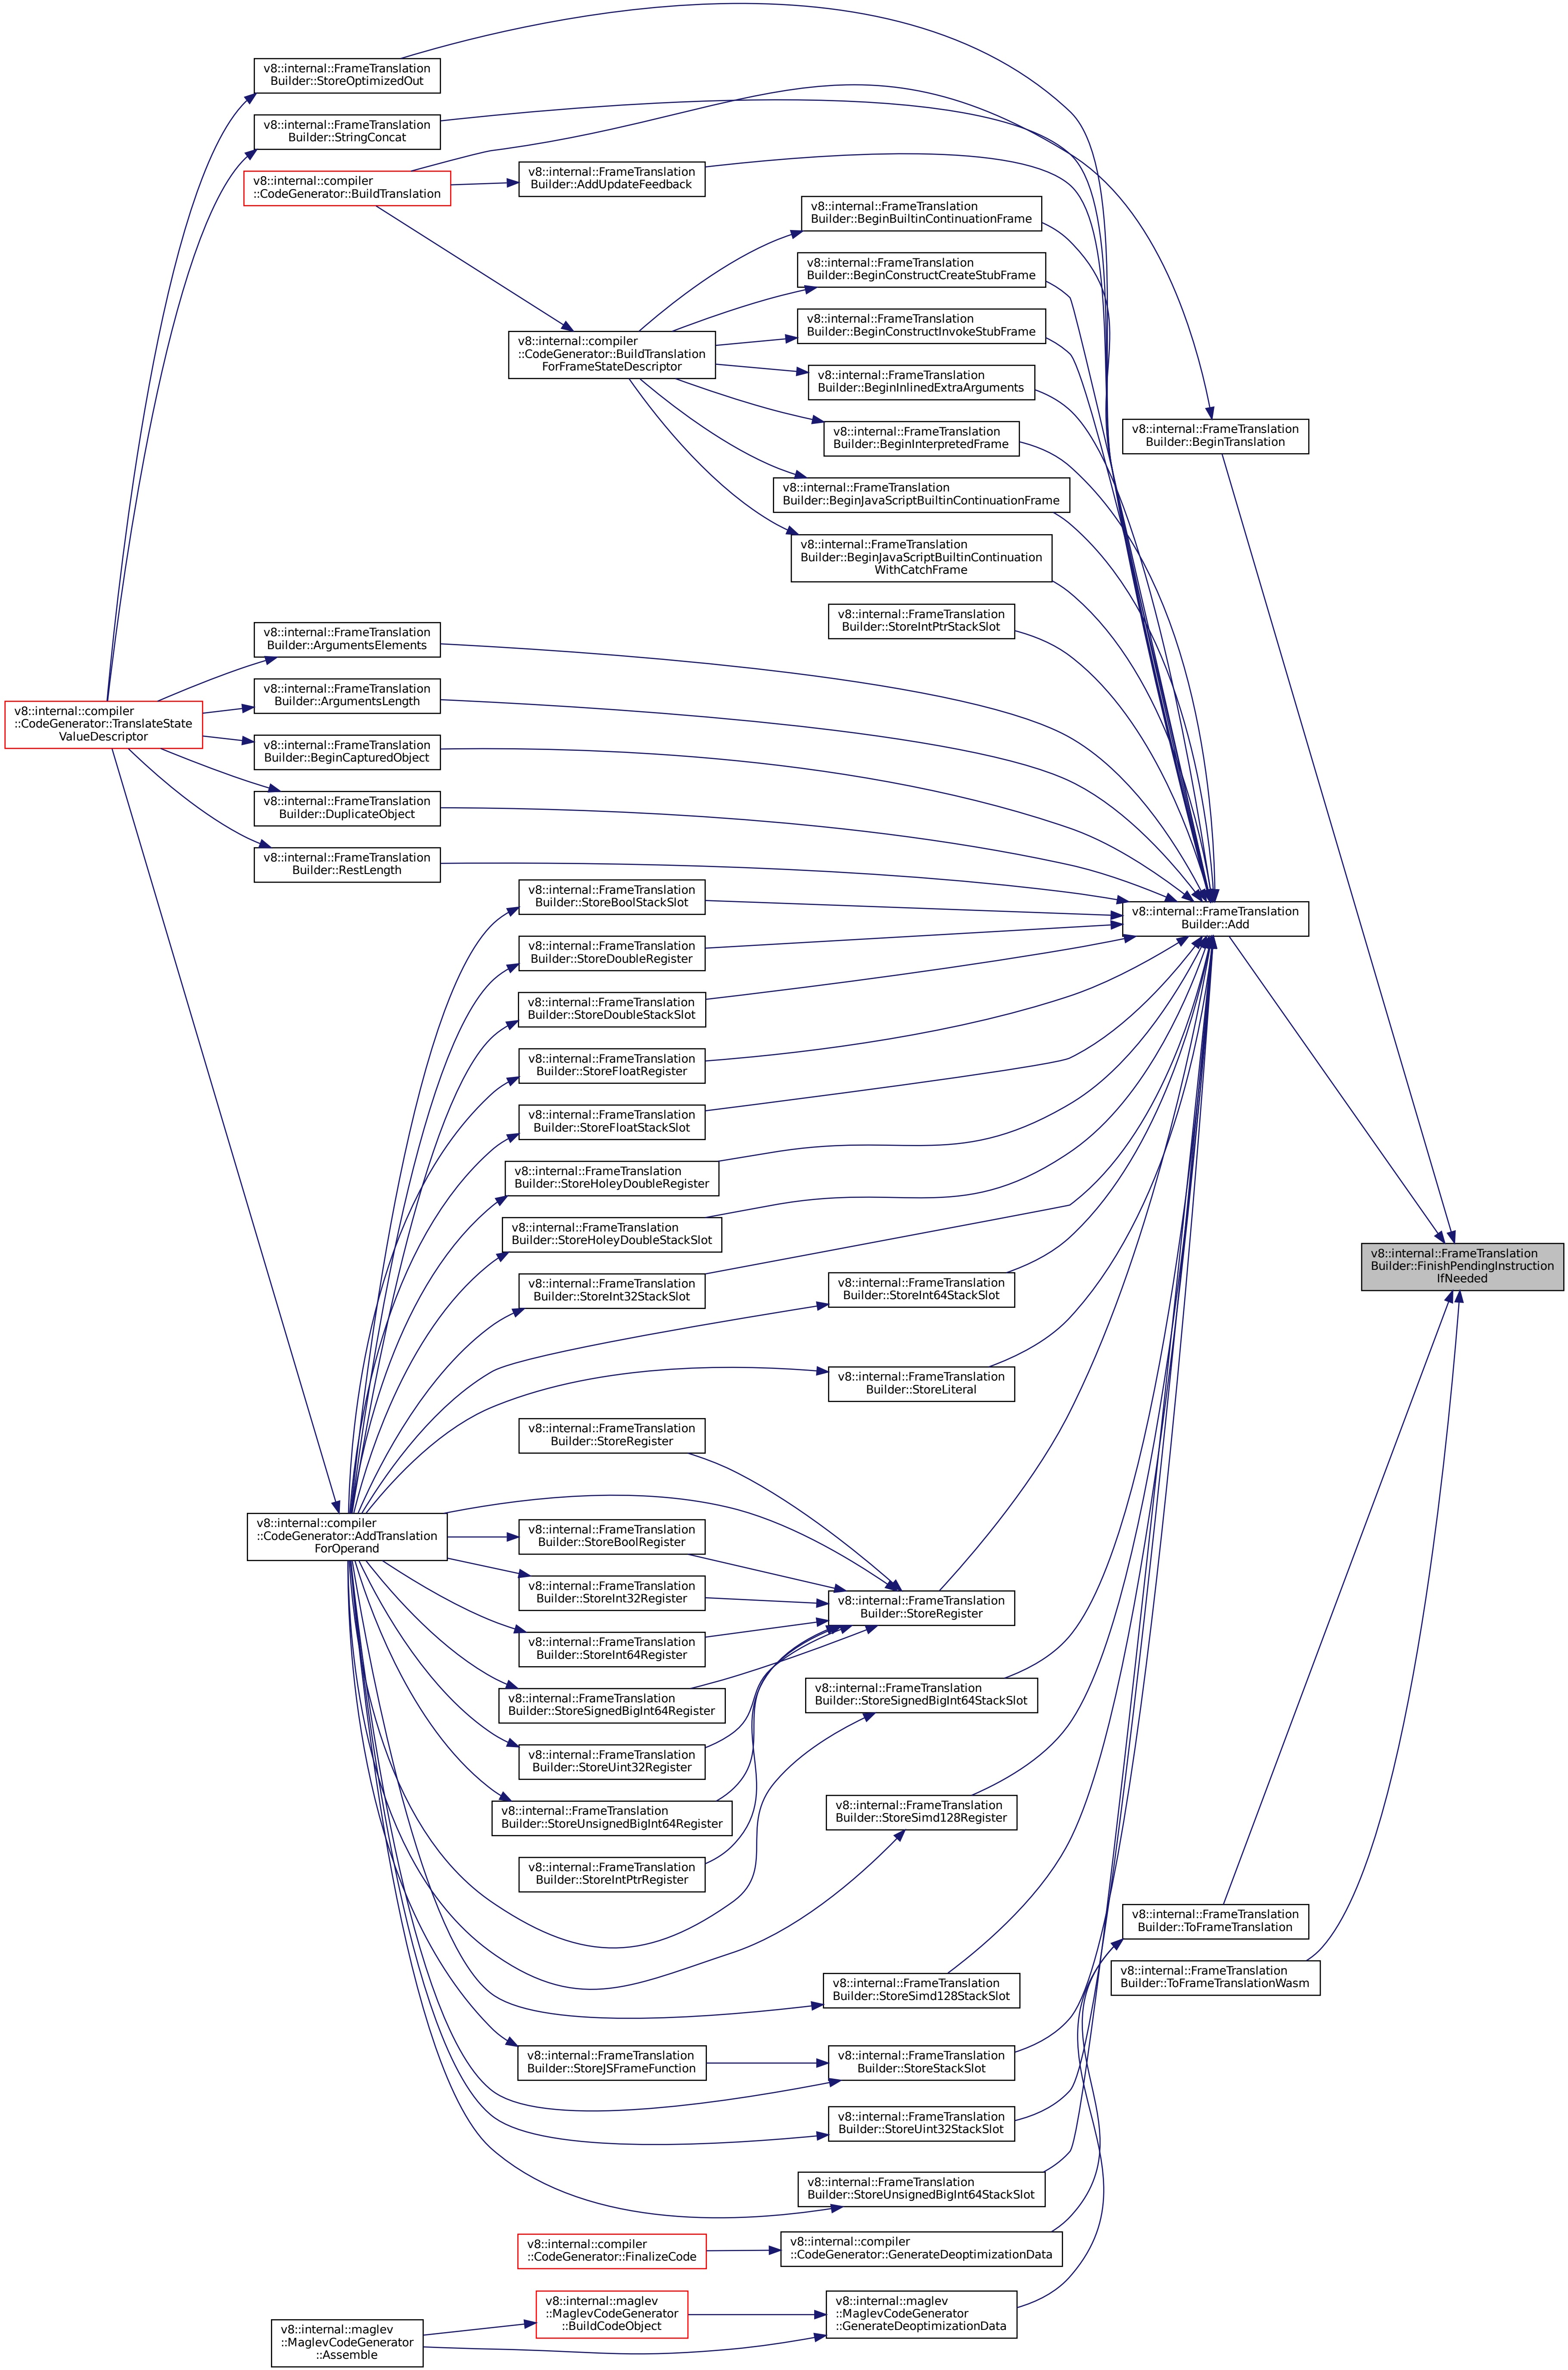 v8::internal::FrameTranslation
Builder::StoreOptimizedOut
v8::internal::FrameTranslation
Builder::StringConcat
v8::internal::compiler
::CodeGenerator::BuildTranslation
v8::internal::FrameTranslation
Builder::AddUpdateFeedback
v8::internal::FrameTranslation
Builder::BeginBuiltinContinuationFrame
v8::internal::FrameTranslation
Builder::BeginConstructCreateStubFrame
v8::internal::FrameTranslation
Builder::BeginConstructInvokeStubFrame
v8::internal::compiler
::CodeGenerator::BuildTranslation
ForFrameStateDescriptor
v8::internal::FrameTranslation
Builder::BeginInlinedExtraArguments
v8::internal::FrameTranslation
Builder::BeginInterpretedFrame
v8::internal::FrameTranslation
Builder::BeginTranslation
v8::internal::FrameTranslation
Builder::BeginJavaScriptBuiltinContinuationFrame
v8::internal::FrameTranslation
Builder::BeginJavaScriptBuiltinContinuation
WithCatchFrame
v8::internal::FrameTranslation
Builder::StoreIntPtrStackSlot
v8::internal::FrameTranslation
Builder::ArgumentsElements
v8::internal::FrameTranslation
Builder::ArgumentsLength
v8::internal::compiler
::CodeGenerator::TranslateState
ValueDescriptor
v8::internal::FrameTranslation
Builder::BeginCapturedObject
v8::internal::FrameTranslation
Builder::DuplicateObject
v8::internal::FrameTranslation
Builder::RestLength
v8::internal::FrameTranslation
Builder::StoreBoolStackSlot
v8::internal::FrameTranslation
Builder::Add
v8::internal::FrameTranslation
Builder::StoreDoubleRegister
v8::internal::FrameTranslation
Builder::StoreDoubleStackSlot
v8::internal::FrameTranslation
Builder::StoreFloatRegister
v8::internal::FrameTranslation
Builder::StoreFloatStackSlot
v8::internal::FrameTranslation
Builder::StoreHoleyDoubleRegister
v8::internal::FrameTranslation
Builder::StoreHoleyDoubleStackSlot
v8::internal::FrameTranslation
Builder::FinishPendingInstruction
IfNeeded
v8::internal::FrameTranslation
Builder::StoreInt32StackSlot
v8::internal::FrameTranslation
Builder::StoreInt64StackSlot
v8::internal::FrameTranslation
Builder::StoreLiteral
v8::internal::FrameTranslation
Builder::StoreRegister
v8::internal::compiler
::CodeGenerator::AddTranslation
ForOperand
v8::internal::FrameTranslation
Builder::StoreBoolRegister
v8::internal::FrameTranslation
Builder::StoreInt32Register
v8::internal::FrameTranslation
Builder::StoreRegister
v8::internal::FrameTranslation
Builder::StoreInt64Register
v8::internal::FrameTranslation
Builder::StoreSignedBigInt64StackSlot
v8::internal::FrameTranslation
Builder::StoreSignedBigInt64Register
v8::internal::FrameTranslation
Builder::StoreUint32Register
v8::internal::FrameTranslation
Builder::StoreSimd128Register
v8::internal::FrameTranslation
Builder::StoreUnsignedBigInt64Register
v8::internal::FrameTranslation
Builder::StoreIntPtrRegister
v8::internal::FrameTranslation
Builder::ToFrameTranslation
v8::internal::FrameTranslation
Builder::ToFrameTranslationWasm
v8::internal::FrameTranslation
Builder::StoreSimd128StackSlot
v8::internal::FrameTranslation
Builder::StoreJSFrameFunction
v8::internal::FrameTranslation
Builder::StoreStackSlot
v8::internal::FrameTranslation
Builder::StoreUint32StackSlot
v8::internal::FrameTranslation
Builder::StoreUnsignedBigInt64StackSlot
v8::internal::compiler
::CodeGenerator::FinalizeCode
v8::internal::compiler
::CodeGenerator::GenerateDeoptimizationData
v8::internal::maglev
::MaglevCodeGenerator
::BuildCodeObject
v8::internal::maglev
::MaglevCodeGenerator
::GenerateDeoptimizationData
v8::internal::maglev
::MaglevCodeGenerator
::Assemble